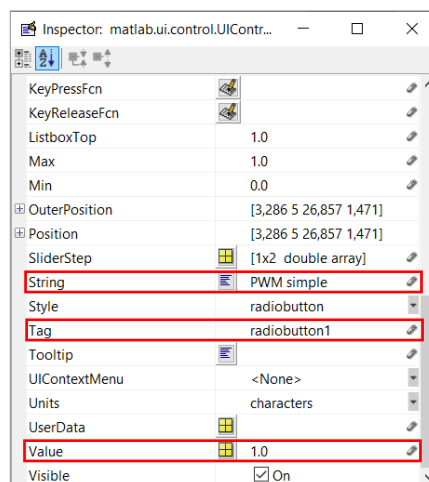 Inspector: matlab.ui.control.UIContr...
KeyPressFcn
KeyReleaseFcn
ListboxTop 1.0
Max 1.0
Min 0.0
OuterPosition [3,286 5 26,857 1,471]
Position [3,286 5 26,857 1,471]
SliderStep [1x2 double array]
String PWM simple
Style radiobutton
Tag radiobutton1
Tooltip
UIContextMenu <None>
Units characters
UserData
Value 1.0
Visible On